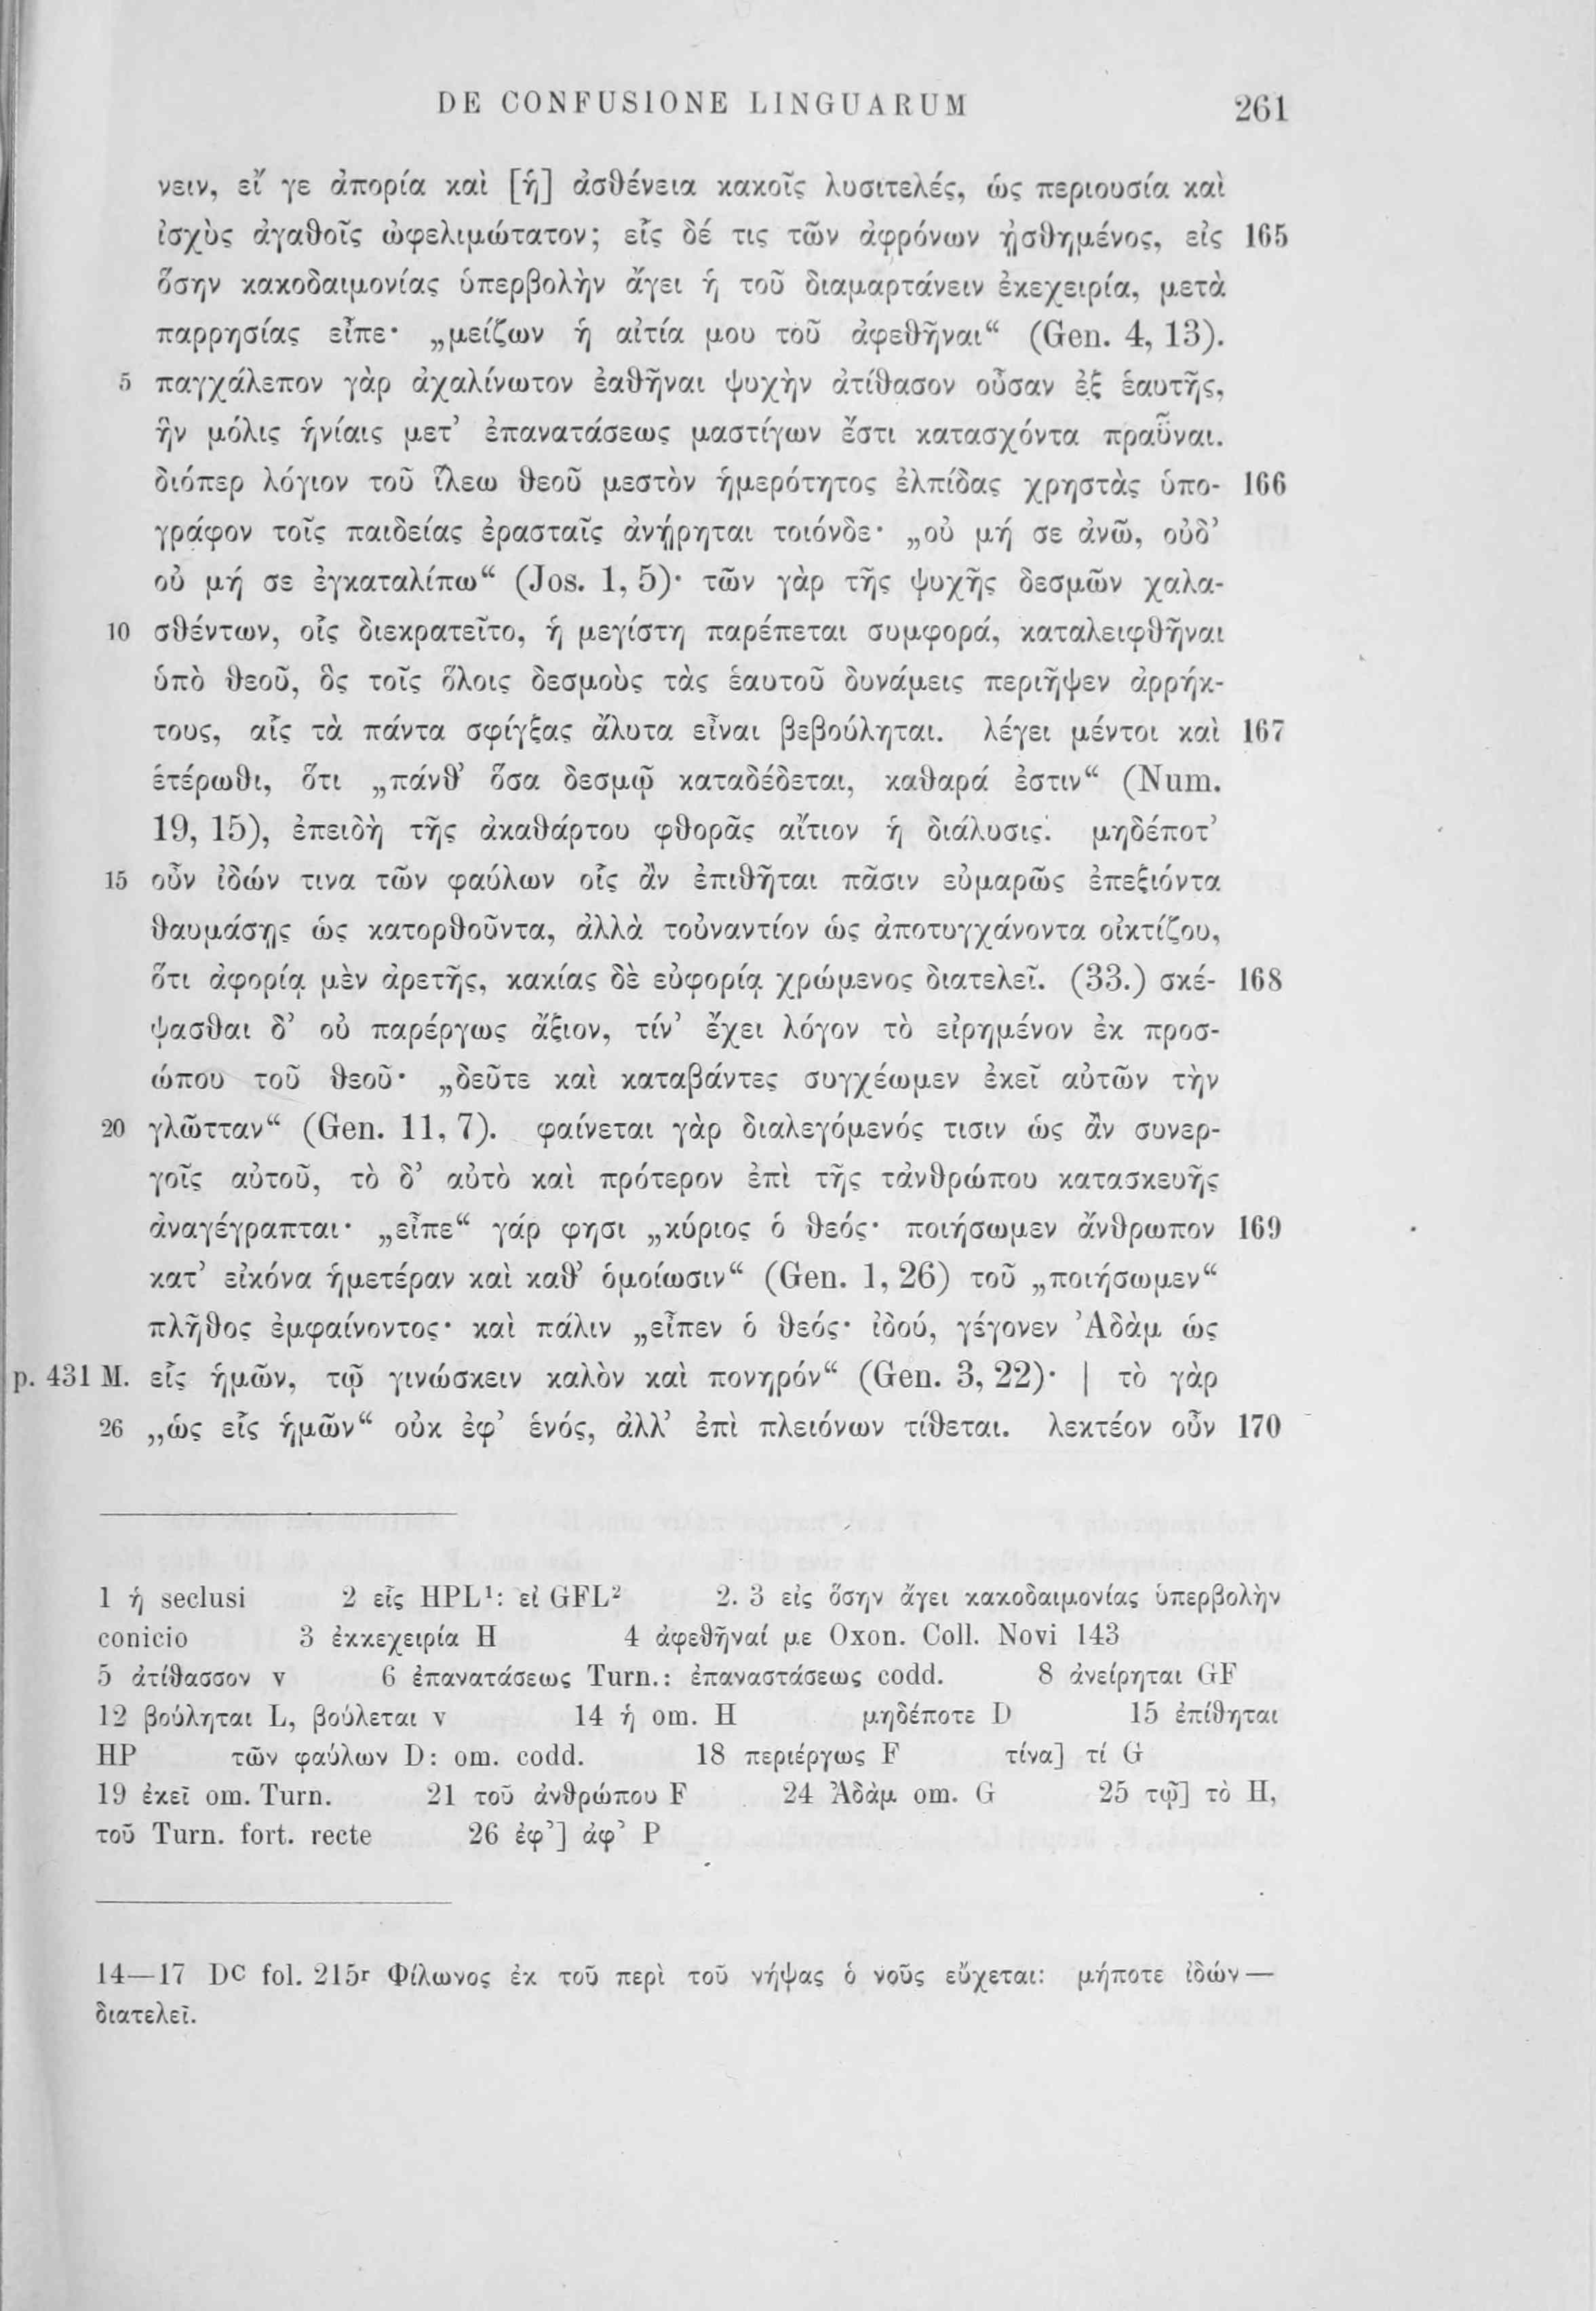 DE CONFUSIONE LINGUARUM 261
νειν, εἴ γε ἀπορία καὶ [ἡ] ἀσθένεια κακοῖς λυσιτελές, ὡς περιουσία καὶ
ἰσχὺς ἀγαθοῖς ὠφελιμώτατον; εἷς δέ τις τῶν ἀφρόνων ᾐσθημένος, εἰς 165
ὅσην κακοδαιμονίας ὑπερβολὴν ἄγει ἡ τοῦ διαμαρτάνειν ἐκεχειρία, μετὰ
παρρησίας εἶπε· „μείζων ἡ αἰτία μου τοῦ ἀφεθῆναι“ (Gen. 4, 13).
5 παγχάλεπον γὰρ ἀχαλίνωτον ἐαθῆναι ψυχὴν ἀτίθασον οὖσαν ἐξ ἑαυτῆς,
ἣν μόλις ἡνίαις μετ’ ἐπανατάσεως μαστίγων ἔστι κατασχόντα πραῧναι.
διόπερ λόγιον τοῦ ἵλεω θεοῦ μεστὸν ἡμερότητος ἐλπίδας χρηστὰς ὑπο- 166
γράφον τοῖς παιδείας ἐρασταῖς ἀνῄρηται τοιόνδε· „οὐ μή σε ἀνῶ, οὐδ’
οὐ μή σε ἐγκαταλίπω“ (Jos. 1, 5)· τῶν γὰρ τῆς ψυχῆς δεσμῶν χαλα-
10 σθέντων, οἷς διεκρατεῖτο, ἡ μεγίστη παρέπεται συμφορά, καταλειφθῆναι
ὑπὸ θεοῦ, ὃς τοῖς ὅλοις δεσμοὺς τὰς ἑαυτοῦ δυνάμεις περιῆψεν ἀρρήκ-
τους, αἷς τὰ πάντα σφίγξας ἄλυτα εἶναι βεβούληται. λέγει μέντοι καὶ 167
ἑτέρωθι, ὅτι „πάνθ’ ὅσα δεσμῷ καταδέδεται, καθαρά ἐστιν“ (Num.
19, 15), ἐπειδὴ τῆς ἀκαθάρτου φθορᾶς αἴτιον ἡ διάλυσις. μηδέποτ’
15 οὖν ἰδών τινα τῶν φαύλων οἷς ἂν ἐπιθῆται πᾶσιν εὐμαρῶς ἐπεξιόντα
θαυμάσῃς ὡς κατορθοῦντα, ἀλλὰ τοὐναντίον ὡς ἀποτυγχάνοντα οἰκτίζου,
ὅτι ἀφορίᾳ μὲν ἀρετῆς, κακίας δὲ εὐφορίᾳ χρώμενος διατελεῖ. (33.) σκέ- 168
ψασθαι δ’ οὐ παρέργως ἄξιον, τίν’ ἔχει λόγον τὸ εἰρημένον ἐκ προσ-
ώπου τοῦ θεοῦ· „δεῦτε καὶ καταβάντες συγχέωμεν ἐκεῖ αὐτῶν τὴν
20 γλῶτταν“ (Gen. 11, 7). φαίνεται γὰρ διαλεγόμενός τισιν ὡς ἂν συνερ-
γοῖς αὐτοῦ, τὸ δ’ αὐτὸ καὶ πρότερον ἐπὶ τῆς τἀνθρώπου κατασκευῆς
ἀναγέγραπται· „εἶπε“ γάρ φησι „κύριος ὁ θεός· ποιήσωμεν ἄνθρωπον 169
κατ’ εἰκόνα ἡμετέραν καὶ καθ’ ὁμοίωσιν“ (Gen. 1, 26) τοῦ „ποιήσωμεν“
πλῆθος ἐμφαίνοντος· καὶ πάλιν „εἶπεν ὁ θεός· ἰδού, γέγονεν Ἀδὰμ ὡς
p. 431 M. εἷς ἡμῶν, τῷ γινώσκειν καλὸν καὶ πονηρόν“ (Gen. 3, 22)· | τὸ γὰρ
26 „ὡς εἷς ἡμῶν“ οὐκ ἐφ’ ἑνός, ἀλλ’ ἐπὶ πλειόνων τίθεται. λεκτέον οὖν 170
1 ἡ seclusi 2 εἷς HPL¹: εἰ GFL² 2. 3 εἰς ὅσην ἄγει κακοδαιμονίας ὑπερβολὴν
conicio 3 ἐκκεχειρία H 4 ἀφεθῆναί με Oxon. Coll. Novi 143
5 ἀτίθασσον v 6 ἐπανατάσεως Turn.: ἐπαναστάσεως codd. 8 ἀνείρηται GF
12 βούληται L, βούλεται v 14 ἡ om. H μηδέποτε D 15 ἐπίθηται
HP τῶν φαύλων D: om. codd. 18 περιέργως F τίνα] τί G
19 ἐκεῖ om. Turn. 21 τοῦ ἀνθρώπου F 24 Ἀδὰμ om. G 25 τῷ] τὸ H,
τοῦ Turn. fort. recte 26 ἐφ’] ἀφ’ P
14—17 Dᶜ fol. 215ʳ Φίλωνος ἐκ τοῦ περὶ τοῦ νήψας ὁ νοῦς εὔχεται: μήποτε ἰδών—
διατελεῖ.